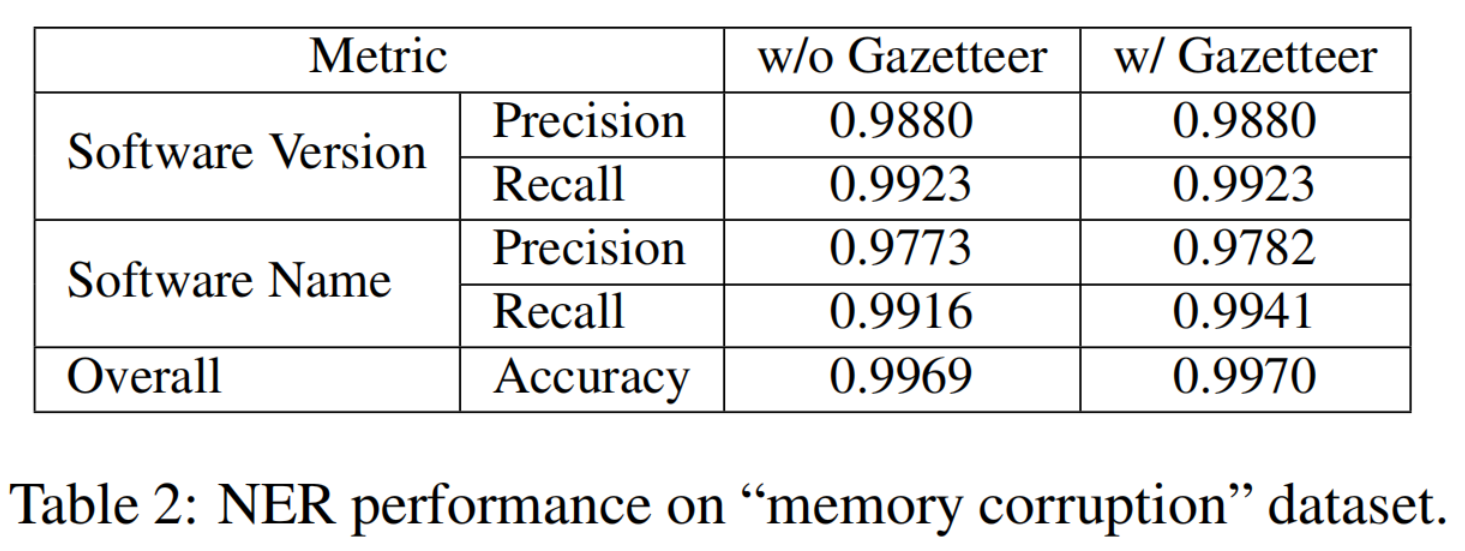 Metric w/o Gazetteer w/ Gazetteer
Software Version Precision 0.9880 0.9880
Recall 0.9923 0.9923
Software Name Precision 0.9773 0.9782
Recall 0.9916 0.9941
Overall Accuracy 0.9969 0.9970
Table 2: NER performance on “memory corruption” dataset.